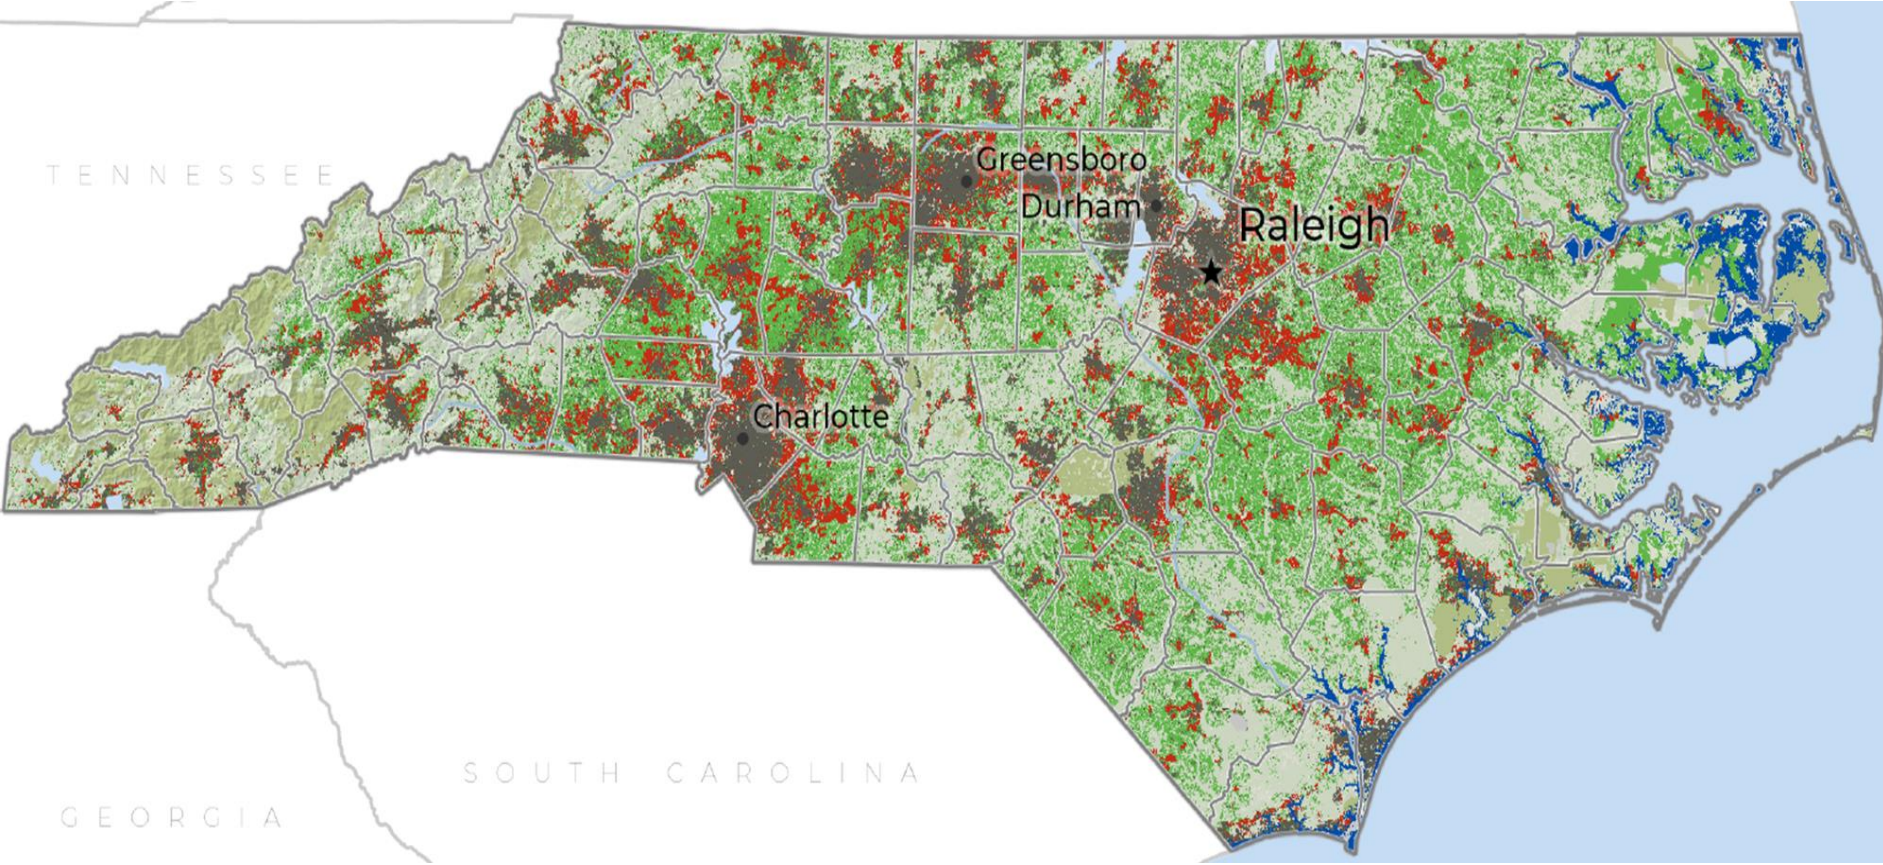 TENNESSEE
Greensboro
Durham
Raleigh
Charlotte
SOUTH CAROLINA
GEORGIA